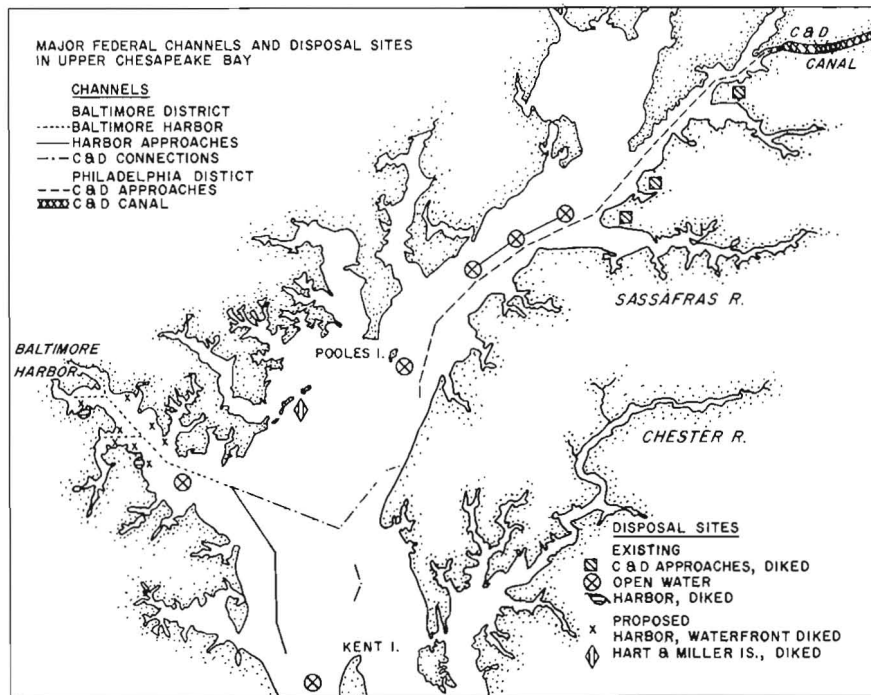 MAJOR FEDERAL CHANNELS AND DISPOSAL SITES
IN UPPER CHESAPEAKE BAY
CHANNELS
BALTIMORE DISTRICT
BALTIMORE HARBOR
HARBOR APPROACHES
C&D CONNECTIONS
PHILADELPHIA DISTICT
C&D APPROACHES
C&D CANAL
C&D
CANAL
SASSAFRAS R.
POOLES I.
BALTIMORE
HARBOR
CHESTER R.
KENT I.
DISPOSAL SITES
EXISTING
C&D APPROACHES, DIKED
OPEN WATER
HARBOR, DIKED
PROPOSED
HARBOR, WATERFRONT DIKED
HART & MILLER IS., DIKED